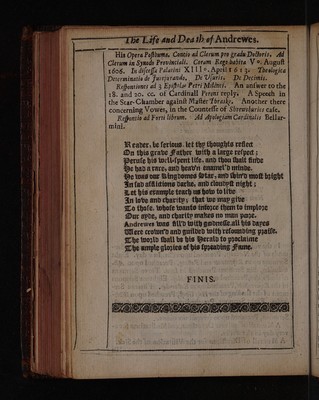 The Life and Death of Andrewes.
His Opera Posthuma. Concio ad Clerum pro gradu Doctoris. Ad
Clerum in Synodo Provinciali. Coram Rege habita V°. August
1606. In discessu Palatini XIII°. April 1613. Theologica
Determinatio de Jurejurando. De Usuris. De Decimis.
Responsiones ad 3 Epistolas Petri Molinei. An answer to the
18. and 20. cc. of Cardinall Perons reply. A Speech in
the Star-Chamber against Master Thraske. Another there
concerning Vowes, in the Countesse of Shrewsburies case.
Responsio ad Torti librum. Ad Apologiam Cardinalis Bellar-
mini.
Reader, be serious, let thy thoughts reflect
On this grave Father with a large respect;
Peruse his well-spent life, and thou shalt finde
He had a rare, and heav'n enamel'd minde.
He was our Kingdomes Star, and shin'd most bright
In sad afflictions darke, and cloudyst night;
Let his example teach us how to live
In love and charity; that we may give
To those, whose wants inforce them to implore
Our ayde, and charity makes no man poore.
Andrewes was fill'd with goodnesse, all his dayes
Were crown'd and guilded with resounding praise.
The world shall be his Herald to proclaime
The ample glories of his spreading Fame.
FINIS.